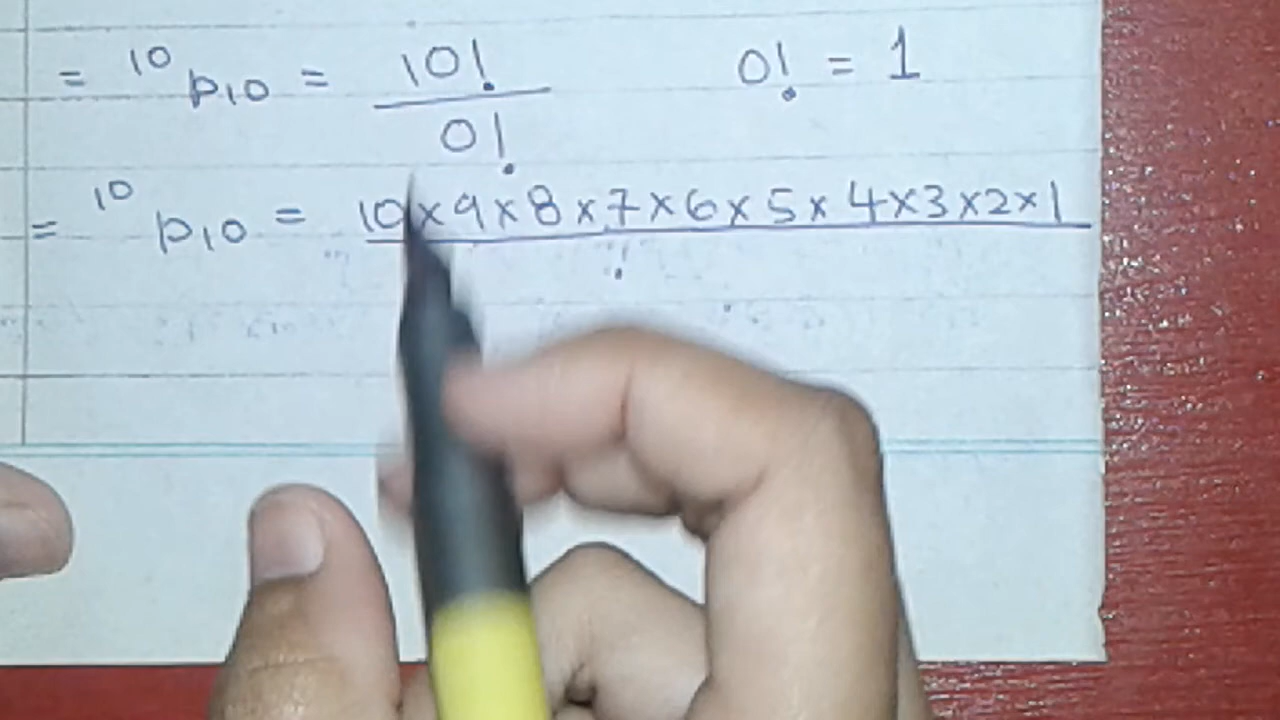 = ¹⁰P₁₀ = 10! / 0!    0! = 1
= ¹⁰P₁₀ = 10×9×8×7×6×5×4×3×2×1